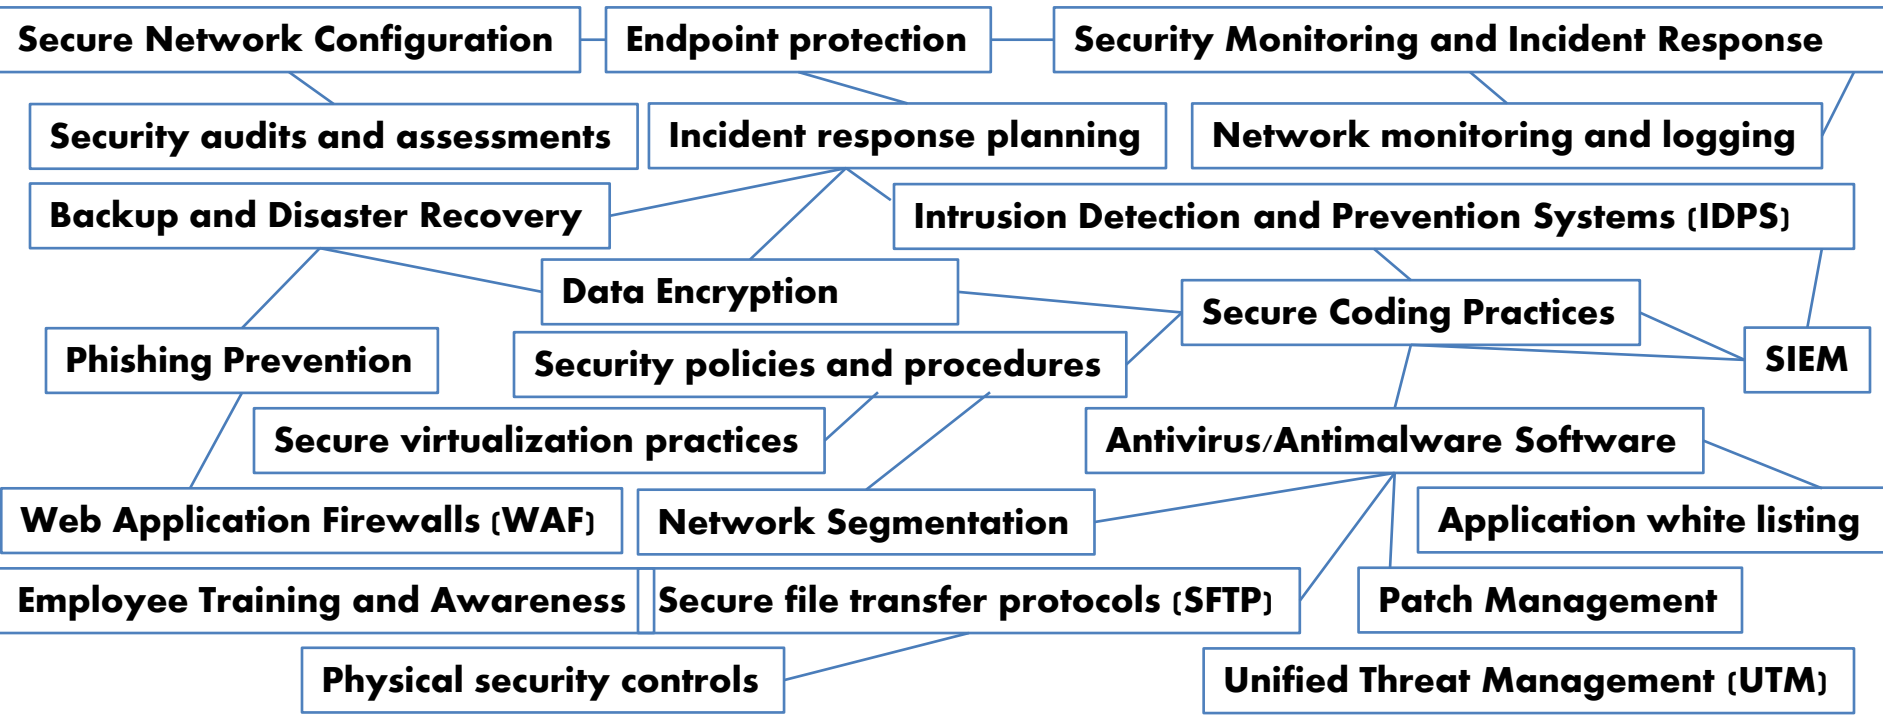 Secure Network Configuration
Endpoint protection
Security Monitoring and Incident Response
Security audits and assessments
Incident response planning
Network monitoring and logging
Backup and Disaster Recovery
Intrusion Detection and Prevention Systems (IDPS)
Data Encryption
Secure Coding Practices
Phishing Prevention
Security policies and procedures
SIEM
Secure virtualization practices
Antivirus/Antimalware Software
Web Application Firewalls (WAF)
Network Segmentation
Application white listing
Employee Training and Awareness
Secure file transfer protocols (SFTP)
Patch Management
Physical security controls
Unified Threat Management (UTM)